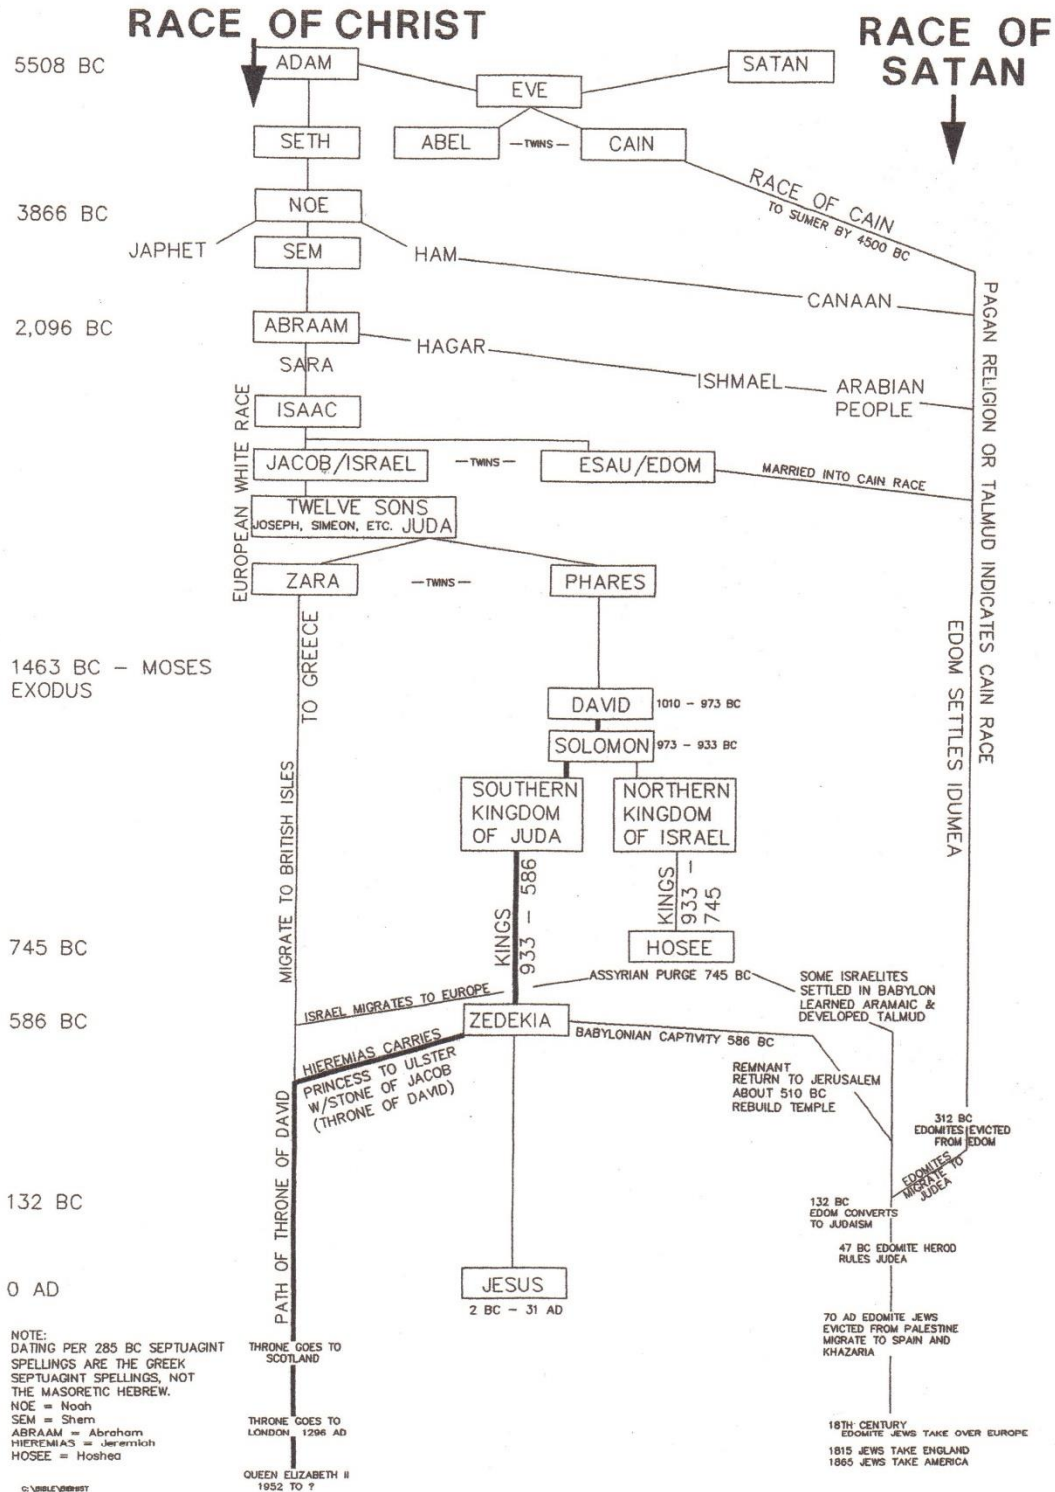 RACE OF CHRIST
RACE OF
SATAN
5508 BC
ADAM
EVE
SATAN
SETH
ABEL
—TWINS—
CAIN
RACE OF CAIN
TO SUMER BY 4500 BC
3866 BC
NOE
JAPHET
SEM
HAM
CANAAN
2,096 BC
ABRAAM
HAGAR
SARA
ISHMAEL
ARABIAN
PEOPLE
ISAAC
EUROPEAN WHITE RACE
JACOB/ISRAEL
—TWINS—
ESAU/EDOM
MARRIED INTO CAIN RACE
PAGAN RELIGION OR TALMUD INDICATES CAIN RACE
TWELVE SONS
JOSEPH, SIMEON, ETC. JUDA
ZARA
—TWINS—
PHARES
TO GREECE
EDOM SETTLES IDUMEA
1463 BC — MOSES
EXODUS
DAVID
1010 - 973 BC
SOLOMON
973 - 933 BC
MIGRATE TO BRITISH ISLES
SOUTHERN
KINGDOM
OF JUDA
NORTHERN
KINGDOM
OF ISRAEL
KINGS
933 — 586
KINGS
933 —
745
745 BC
HOSEE
ASSYRIAN PURGE 745 BC
SOME ISRAELITES
SETTLED IN BABYLON
LEARNED ARAMAIC &
DEVELOPED TALMUD
ISRAEL MIGRATES TO EUROPE
586 BC
ZEDEKIA
BABYLONIAN CAPTIVITY 586 BC
HIEREMIAS CARRIES
PRINCESS TO ULSTER
W/STONE OF JACOB
(THRONE OF DAVID)
REMNANT
RETURN TO JERUSALEM
ABOUT 510 BC
REBUILD TEMPLE
312 BC
EDOMITES EVICTED
FROM EDOM
EDOMITES
MIGRATE TO
JUDEA
PATH OF THRONE OF DAVID
132 BC
132 BC
EDOM CONVERTS
TO JUDAISM
47 BC EDOMITE HEROD
RULES JUDEA
0 AD
JESUS
2 BC - 31 AD
70 AD EDOMITE JEWS
EVICTED FROM PALESTINE
MIGRATE TO SPAIN AND
KHAZARIA
NOTE:
DATING PER 285 BC SEPTUAGINT
SPELLINGS ARE THE GREEK
SEPTUAGINT SPELLINGS, NOT
THE MASORETIC HEBREW.
NOE = Noah
SEM = Shem
ABRAAM = Abraham
HIEREMIAS = Jeremiah
HOSEE = Hoshea
THRONE GOES TO
SCOTLAND
THRONE GOES TO
LONDON 1296 AD
QUEEN ELIZABETH II
1952 TO ?
18TH CENTURY
EDOMITE JEWS TAKE OVER EUROPE
1815 JEWS TAKE ENGLAND
1865 JEWS TAKE AMERICA